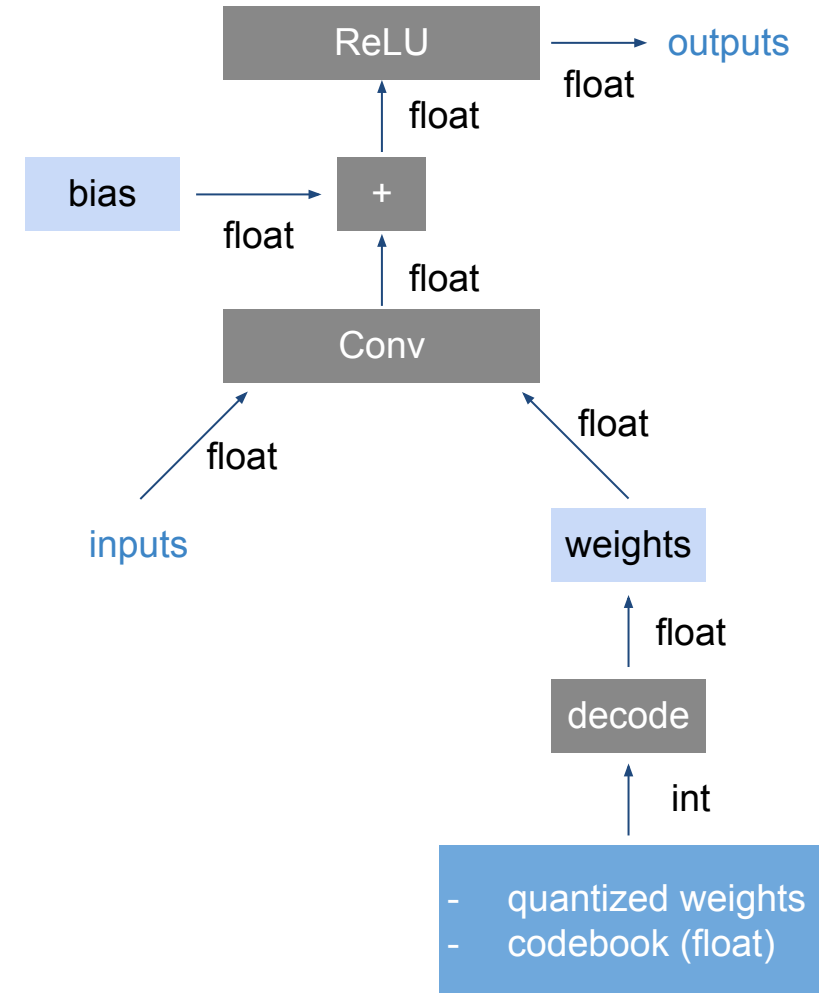 ReLU
outputs
float
float
bias
+
float
float
Conv
float
float
inputs
weights
float
decode
int
- quantized weights
- codebook (float)